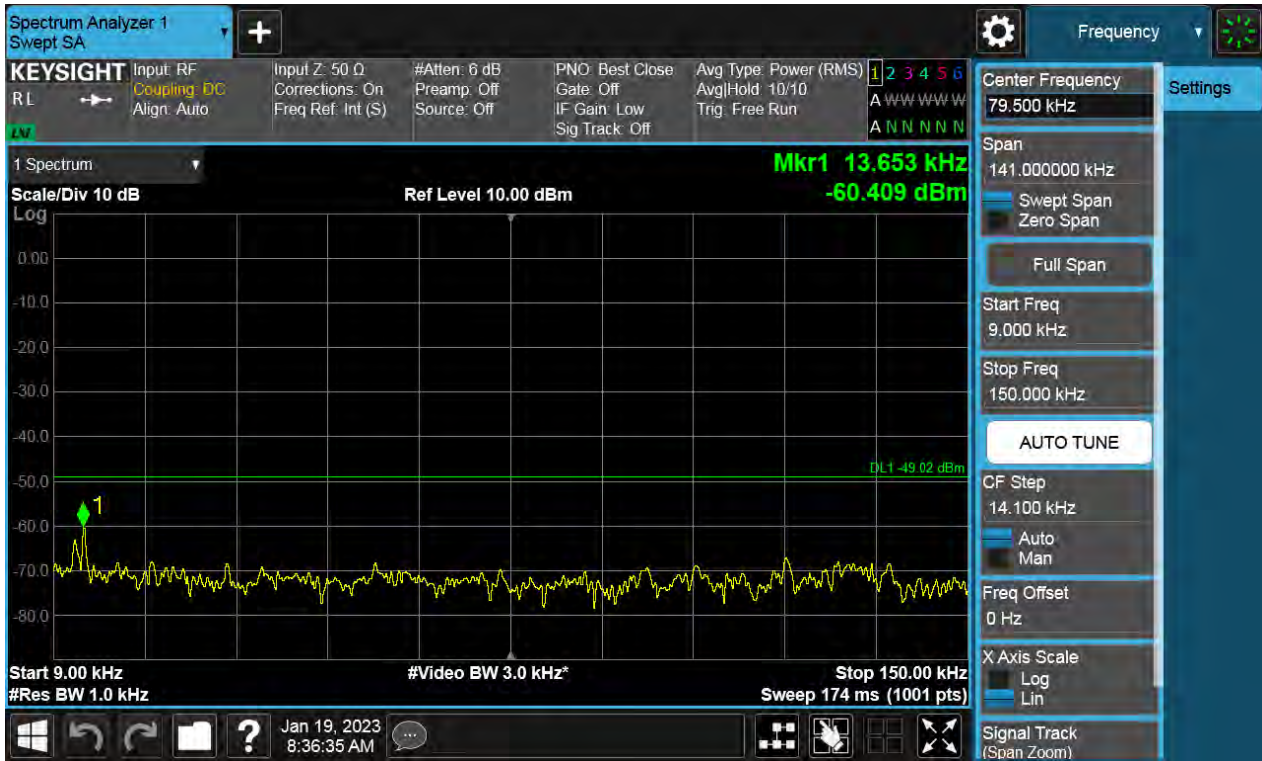 Spectrum Analyzer 1
Swept SA
+
Frequency
KEYSIGHT
RL
LXI
Input: RF
Coupling: DC
Align: Auto
Input Z: 50 Ω
Corrections: On
Freq Ref: Int (S)
#Atten: 6 dB
Preamp: Off
Source: Off
PNO: Best Close
Gate: Off
IF Gain: Low
Sig Track: Off
Avg Type: Power (RMS)
Avg|Hold: 10/10
Trig: Free Run
1 2 3 4 5 6
A W W W W W
A N N N N N
1 Spectrum
Mkr1 13.653 kHz
-60.409 dBm
Scale/Div 10 dB
Ref Level 10.00 dBm
Log
0.00
-10.0
-20.0
-30.0
-40.0
-50.0
-60.0
-70.0
-80.0
DL1 -49.02 dBm
1
Start 9.00 kHz
#Video BW 3.0 kHz*
Stop 150.00 kHz
#Res BW 1.0 kHz
Sweep 174 ms (1001 pts)
?
Jan 19, 2023
8:36:35 AM
Center Frequency
79.500 kHz
Settings
Span
141.000000 kHz
Swept Span
Zero Span
Full Span
Start Freq
9.000 kHz
Stop Freq
150.000 kHz
AUTO TUNE
CF Step
14.100 kHz
Auto
Man
Freq Offset
0 Hz
X Axis Scale
Log
Lin
Signal Track
(Span Zoom)